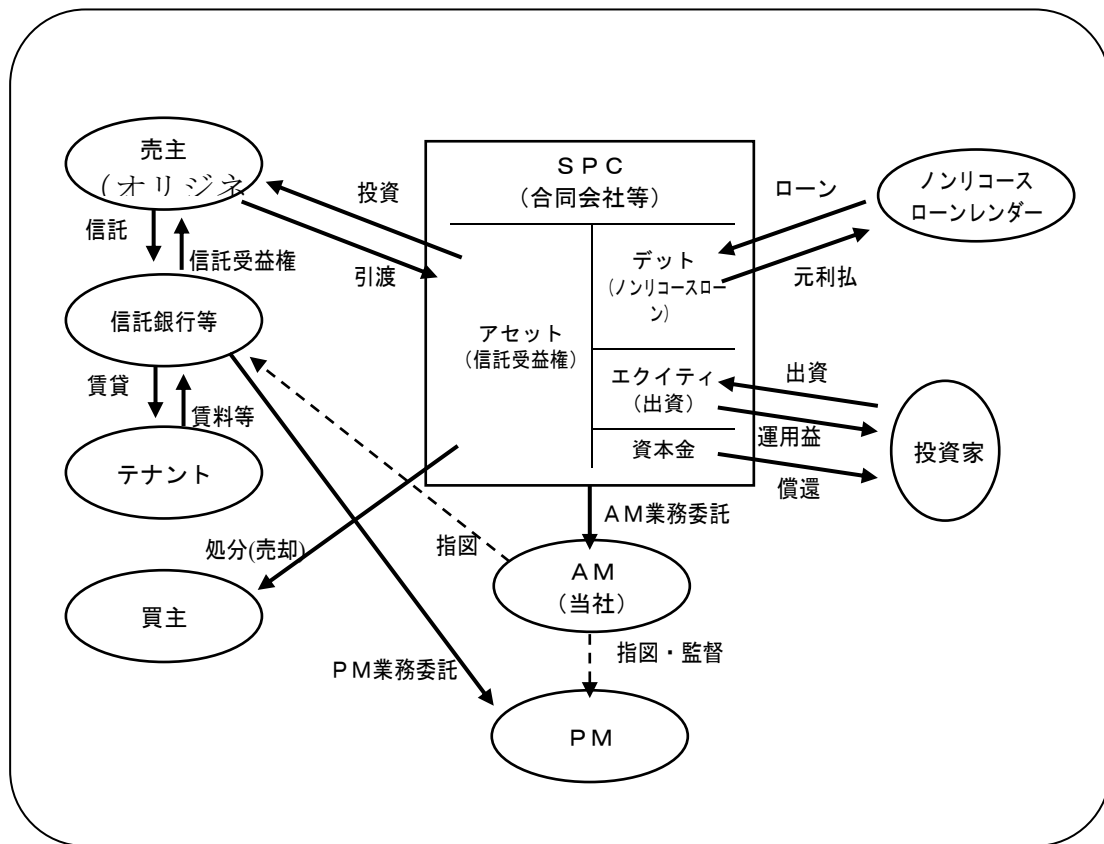 売主
(オリジネ
信託
信託受益権
信託銀行等
賃貸
賃料等
テナント
買主
投資
引渡
処分(売却)
ＰＭ業務委託
指図
ＳＰＣ
（合同会社等）
アセット
（信託受益権）
デット
（ノンリコースロー
ン）
エクイティ
（出資）
資本金
ローン
元利払
ノンリコース
ローンレンダー
出資
運用益
償還
投資家
ＡＭ業務委託
ＡＭ
（当社）
指図・監督
ＰＭ